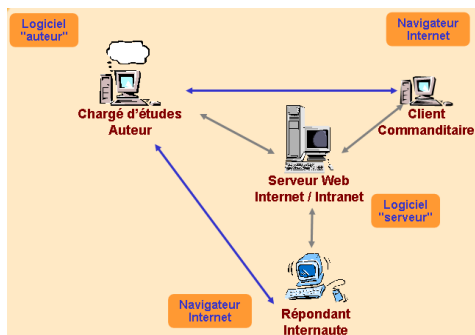 Logiciel
"auteur"
Navigateur
Internet
Chargé d'études
Auteur
Client
Commanditaire
Serveur Web
Internet / Intranet
Logiciel
"serveur"
Navigateur
Internet
Répondant
Internaute